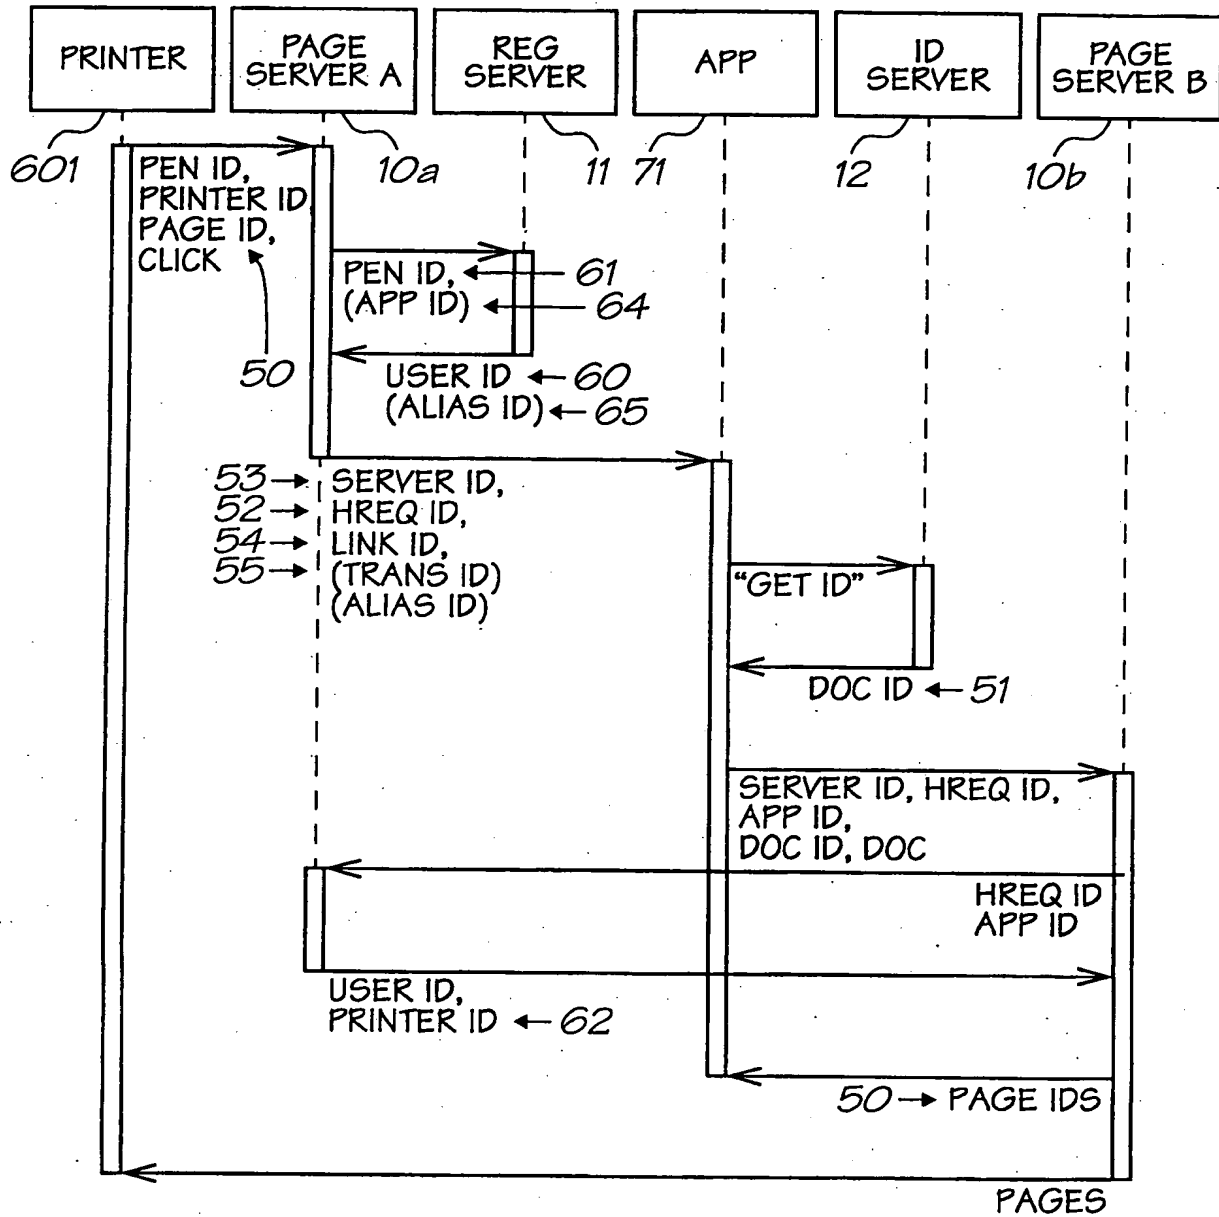 PRINTER
PAGE
SERVER A
REG
SERVER
APP
ID
SERVER
PAGE
SERVER B
601
10a
11
71
12
10b
PEN ID,
PRINTER ID
PAGE ID,
CLICK
50
PEN ID,
61
(APP ID)
64
USER ID
60
(ALIAS ID)
65
53
SERVER ID,
52
HREQ ID,
54
LINK ID,
55
(TRANS ID)
(ALIAS ID)
"GET ID"
DOC ID
51
SERVER ID, HREQ ID,
APP ID,
DOC ID, DOC
HREQ ID
APP ID
USER ID,
PRINTER ID
62
50
PAGE IDS
PAGES